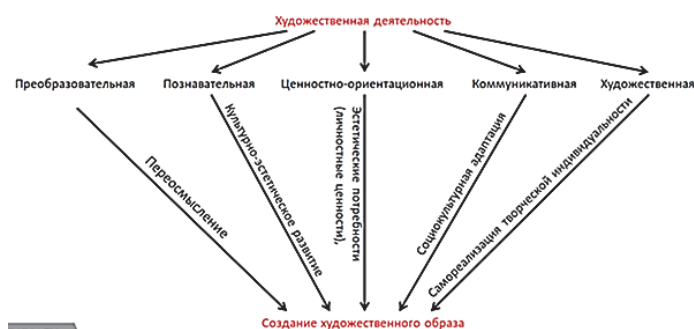 Художественная деятельность
Преобразовательная
Познавательная
Ценностно-ориентационная
Коммуникативная
Художественная
Переосмысление
Культурно-эстетическое развитие
Эстетические потребности
(личностные ценности),
Социокультурная адаптация
Самореализация творческой индивидуальности
Создание художественного образа